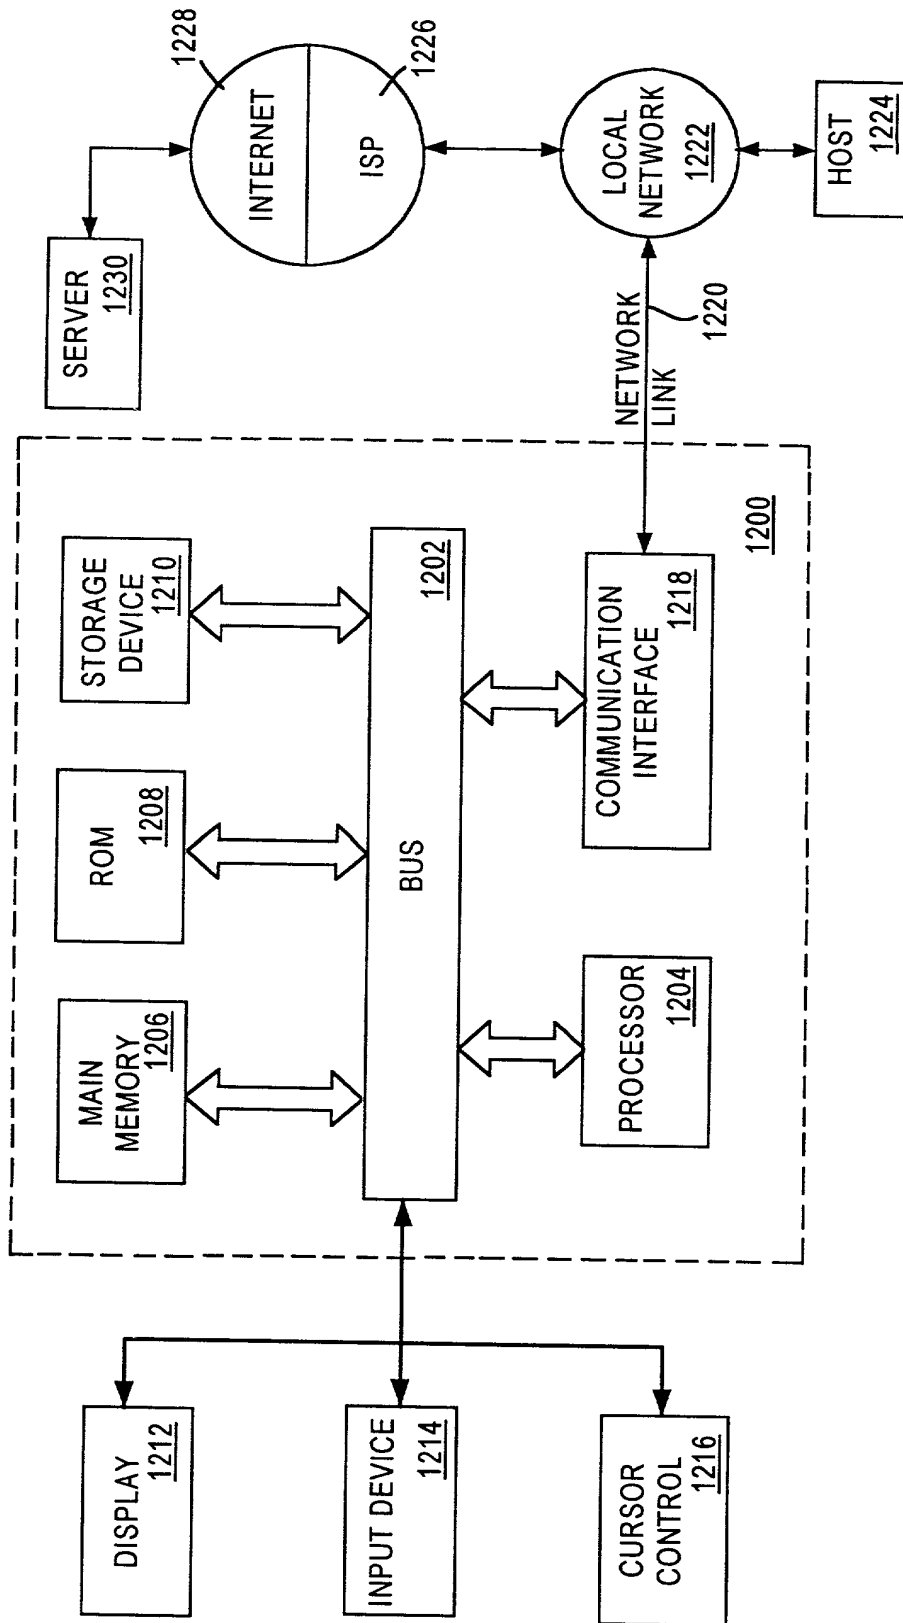 DISPLAY
1212
INPUT DEVICE
1214
CURSOR
CONTROL
1216
MAIN
MEMORY
1206
ROM
1208
STORAGE
DEVICE
1210
BUS
1202
PROCESSOR
1204
COMMUNICATION
INTERFACE
1218
1200
SERVER
1230
NETWORK
LINK
1220
INTERNET
1228
ISP
1226
LOCAL
NETWORK
1222
HOST
1224